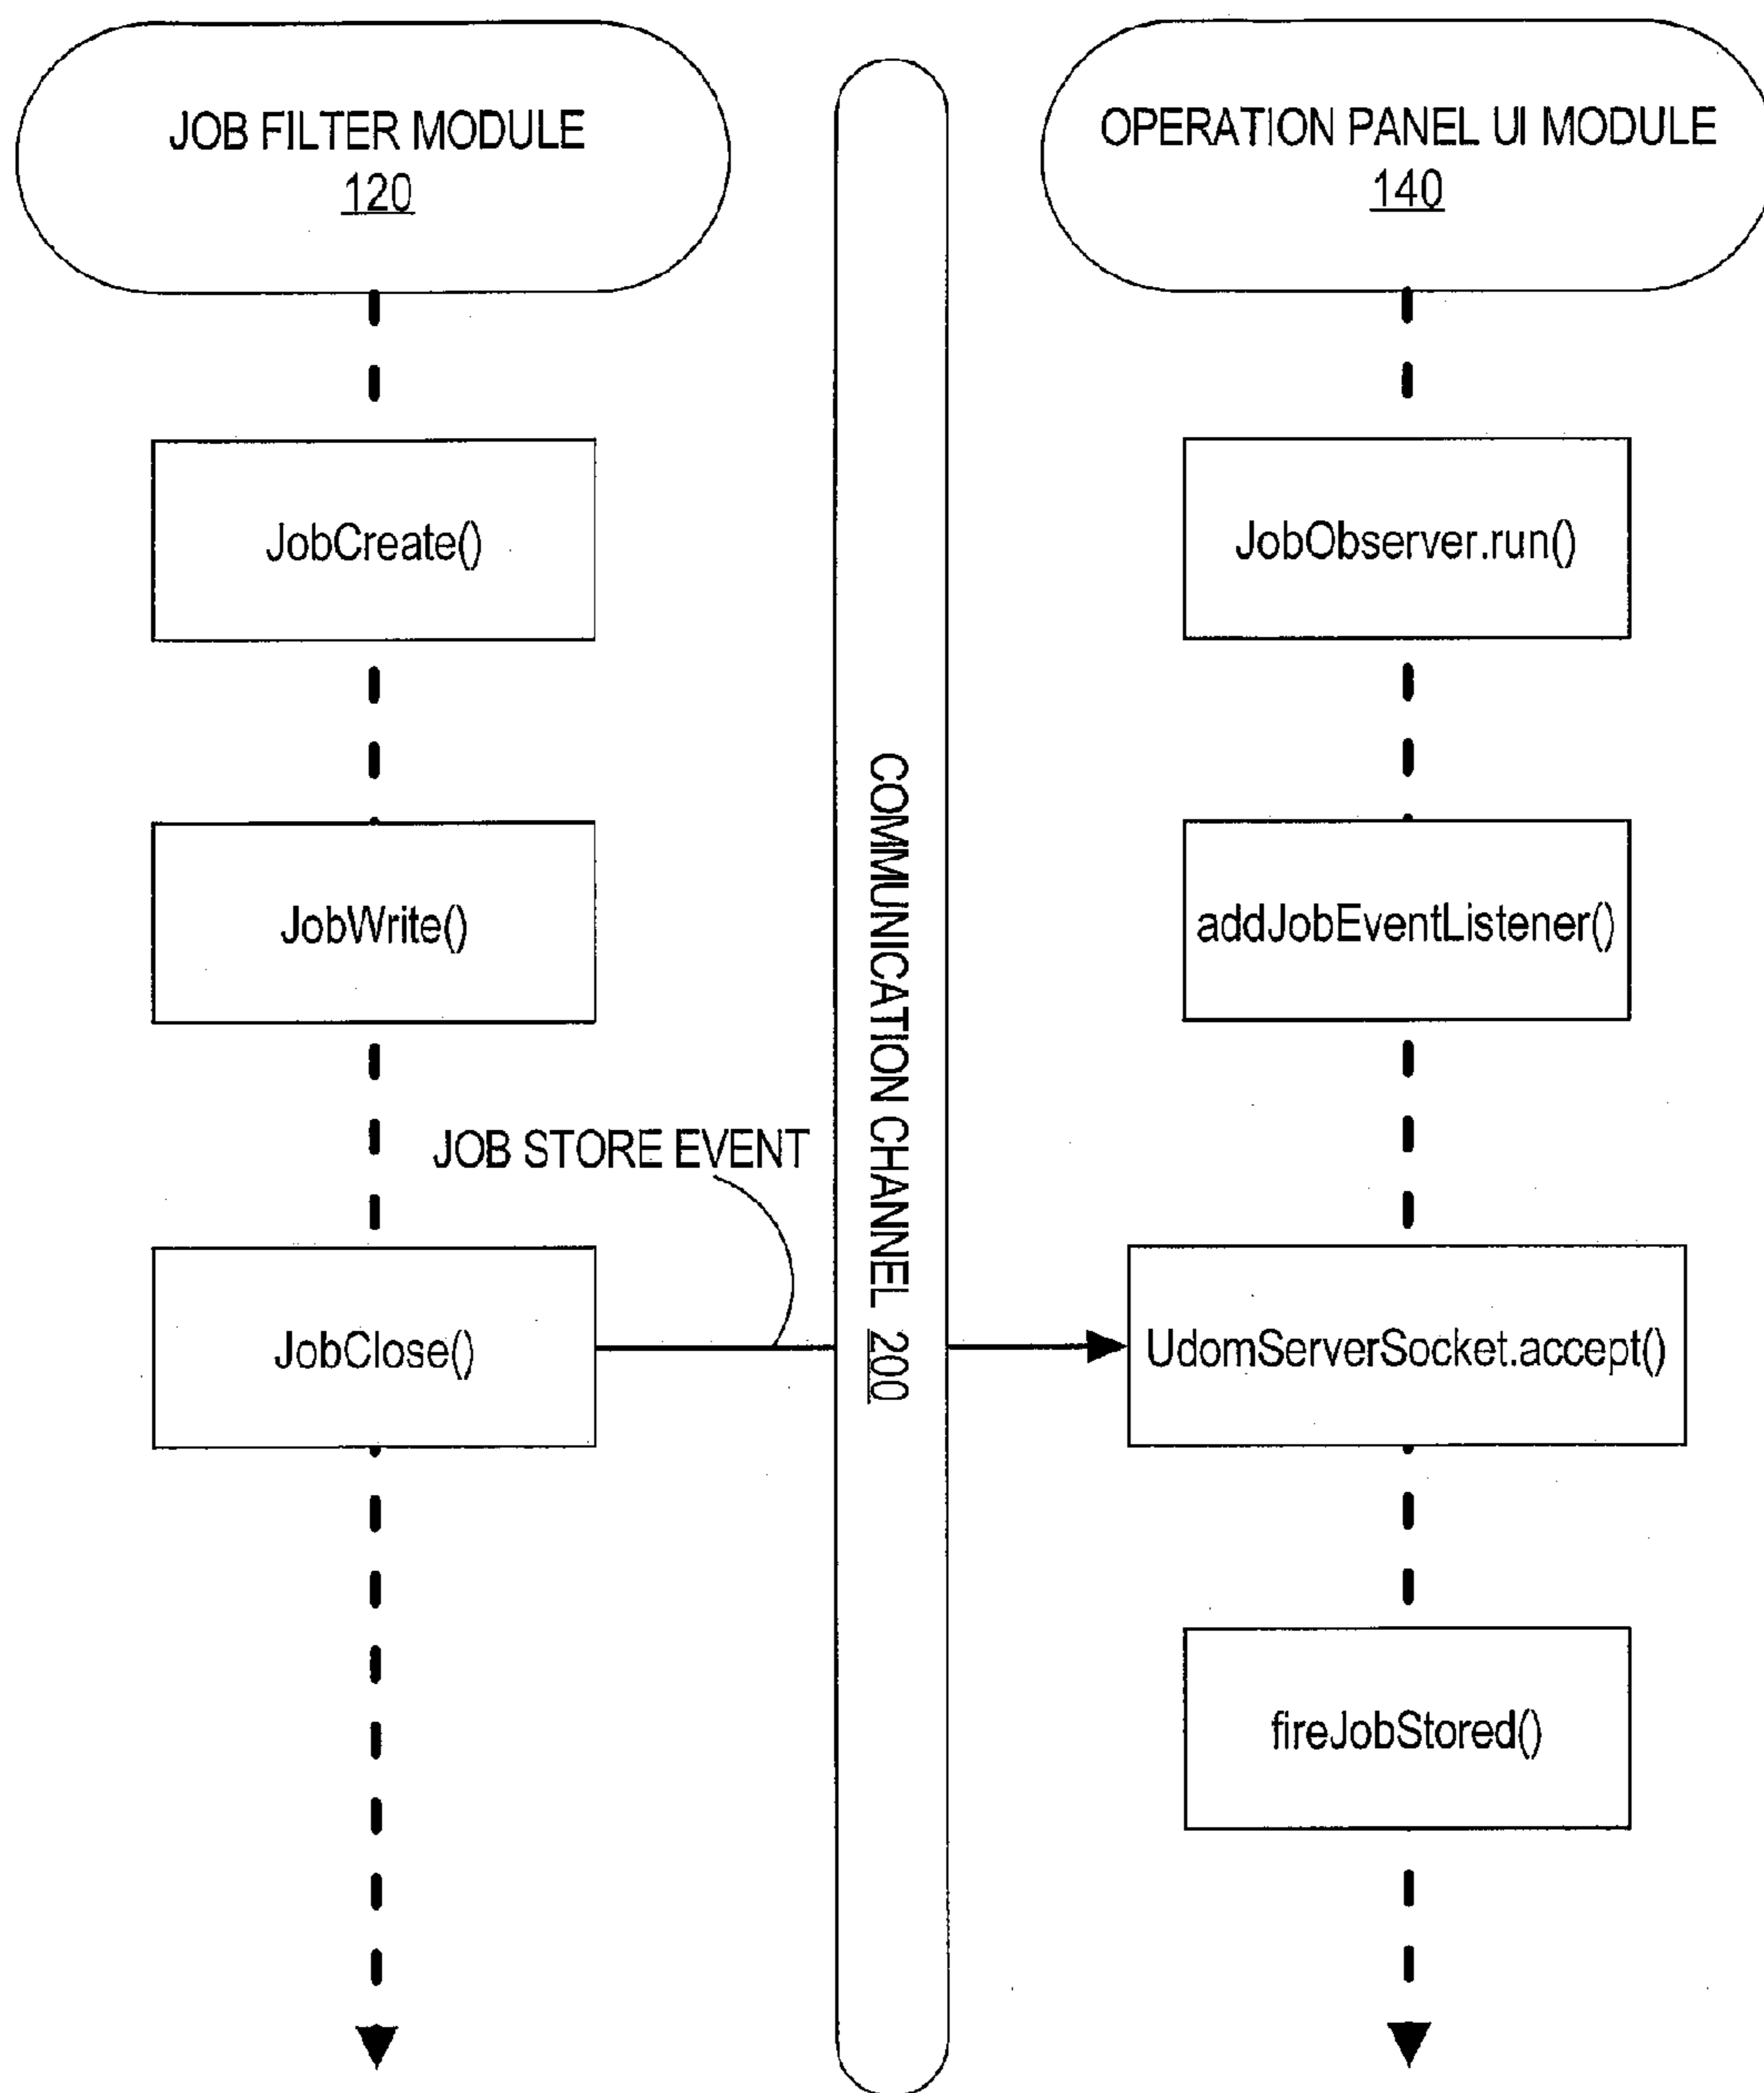 JOB FILTER MODULE
120
JobCreate()
JobWrite()
JOB STORE EVENT
JobClose()
COMMUNICATION CHANNEL 200
OPERATION PANEL UI MODULE
140
JobObserver.run()
addJobEventListener()
UdomServerSocket.accept()
fireJobStored()